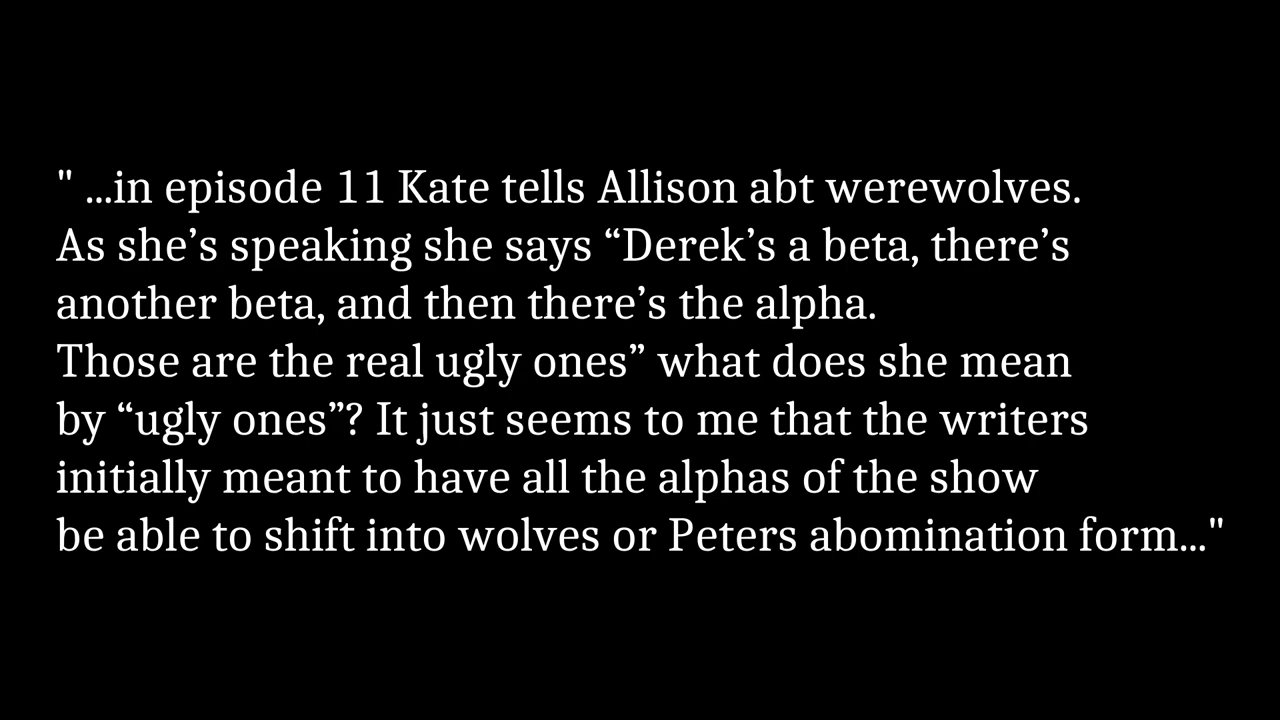 " ...in episode 11 Kate tells Allison abt werewolves.
As she’s speaking she says “Derek’s a beta, there’s
another beta, and then there’s the alpha.
Those are the real ugly ones” what does she mean
by “ugly ones”? It just seems to me that the writers
initially meant to have all the alphas of the show
be able to shift into wolves or Peters abomination form..."